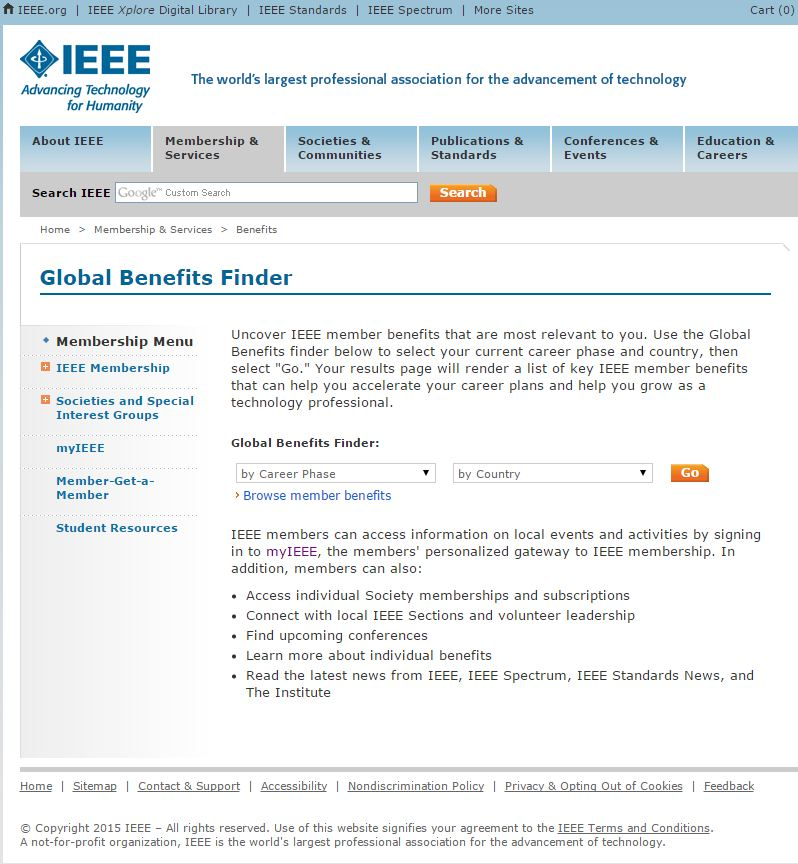 IEEE.org | IEEE Xplore Digital Library | IEEE Standards | IEEE Spectrum | More Sites Cart (0)
IEEE
Advancing Technology
for Humanity
The world's largest professional association for the advancement of technology
About IEEE
Membership &
Services
Societies &
Communities
Publications &
Standards
Conferences &
Events
Education &
Careers
Search IEEE Google™ Custom Search Search
Home > Membership & Services > Benefits
Global Benefits Finder
Membership Menu
IEEE Membership
Societies and Special
Interest Groups
myIEEE
Member-Get-a-
Member
Student Resources
Uncover IEEE member benefits that are most relevant to you. Use the Global
Benefits finder below to select your current career phase and country, then
select "Go." Your results page will render a list of key IEEE member benefits
that can help you accelerate your career plans and help you grow as a
technology professional.
Global Benefits Finder:
by Career Phase by Country Go
Browse member benefits
IEEE members can access information on local events and activities by signing
in to myIEEE, the members' personalized gateway to IEEE membership. In
addition, members can also:
• Access individual Society memberships and subscriptions
• Connect with local IEEE Sections and volunteer leadership
• Find upcoming conferences
• Learn more about individual benefits
• Read the latest news from IEEE, IEEE Spectrum, IEEE Standards News, and
The Institute
Home | Sitemap | Contact & Support | Accessibility | Nondiscrimination Policy | Privacy & Opting Out of Cookies | Feedback
© Copyright 2015 IEEE – All rights reserved. Use of this website signifies your agreement to the IEEE Terms and Conditions.
A not-for-profit organization, IEEE is the world's largest professional association for the advancement of technology.